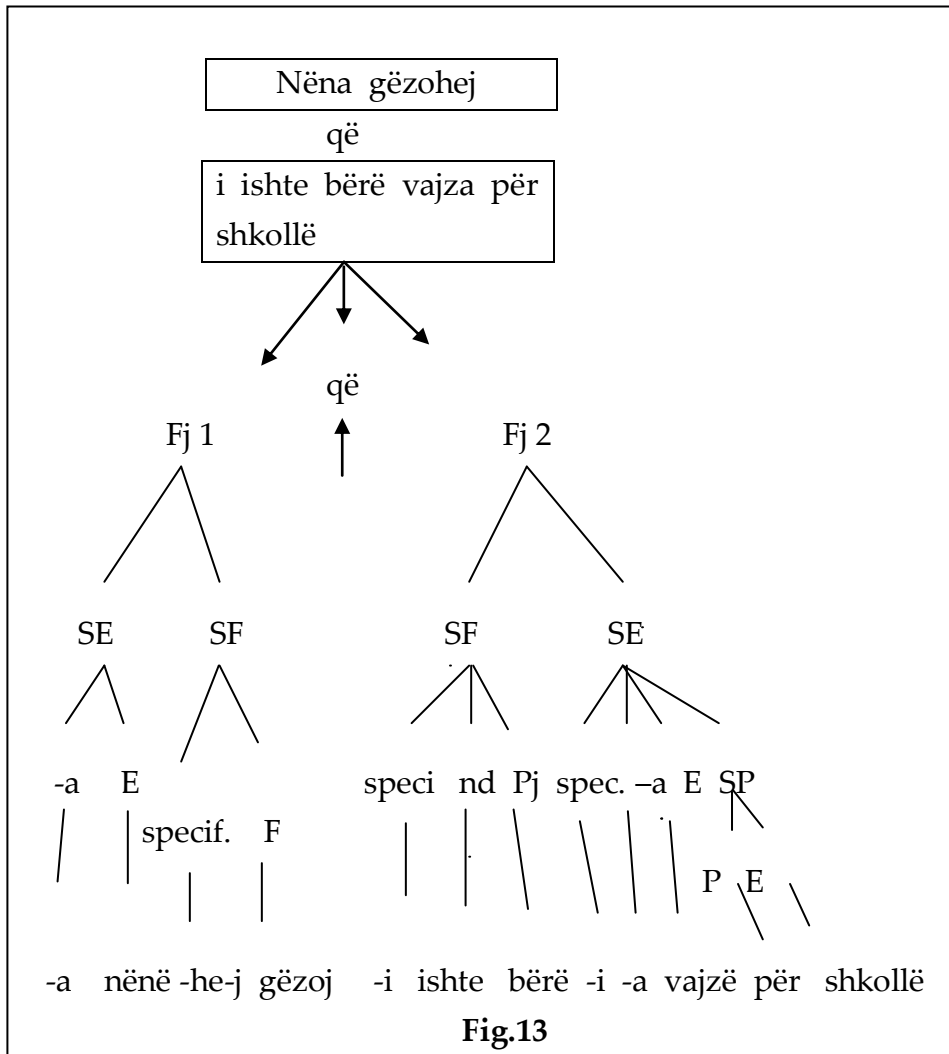 Nëna gëzohej
që
i ishte bërë vajza për
shkollë
që
Fj 1 Fj 2
SE SF SF SE
-a E speci nd Pj spec. –a E SP
specif. F
P E
-a nënë -he-j gëzoj -i ishte bërë -i -a vajzë për shkollë
Fig.13